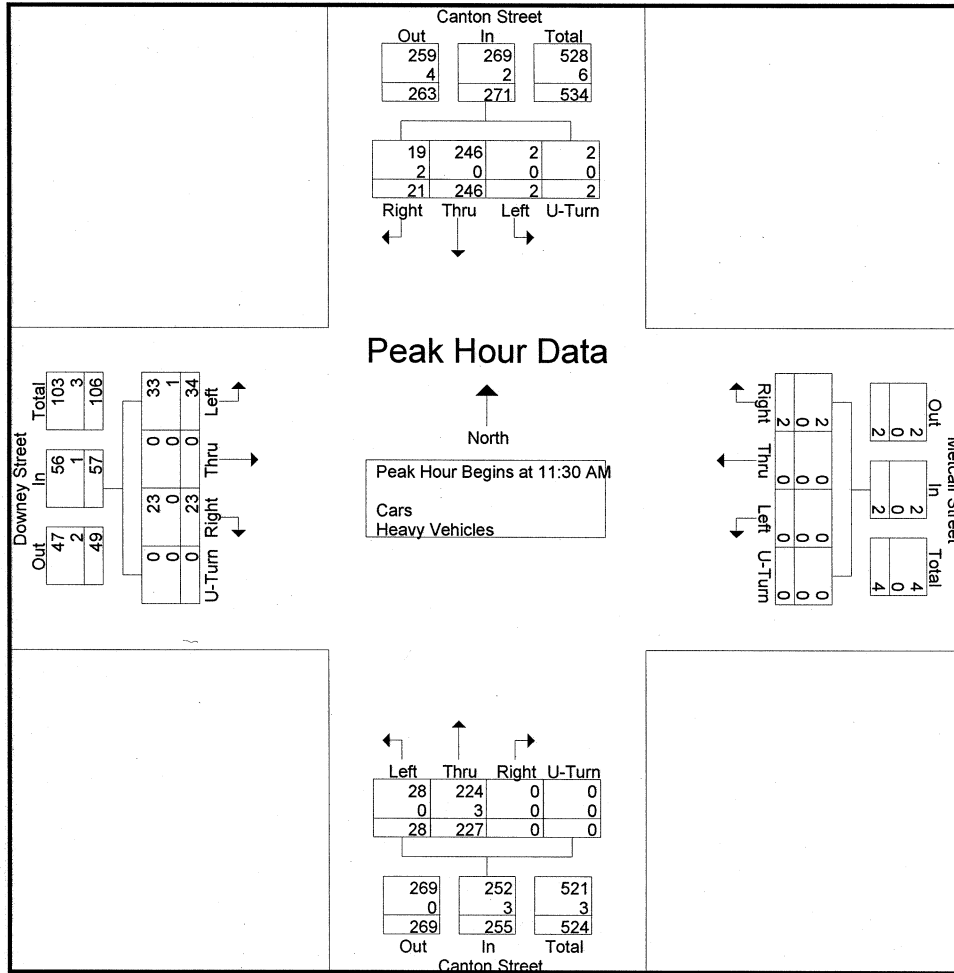 Canton Street
Out In Total
259 269 528
4 2 6
263 271 534
19 246 2 2
2 0 0 0
21 246 2 2
Right Thru Left U-Turn
Peak Hour Data
North
Peak Hour Begins at 11:30 AM
Cars
Heavy Vehicles
Downey Street
Out In Total
47 56 103
2 1 3
49 57 106
33 0 23 0
1 0 0 0
34 0 23 0
Left Thru Right U-Turn
Metcalf Street
Out In Total
2 2 4
0 0 0
2 2 4
2 0 0 0
0 0 0 0
2 0 0 0
Right Thru Left U-Turn
Left Thru Right U-Turn
28 224 0 0
0 3 0 0
28 227 0 0
269 252 521
0 3 3
269 255 524
Out In Total
Canton Street